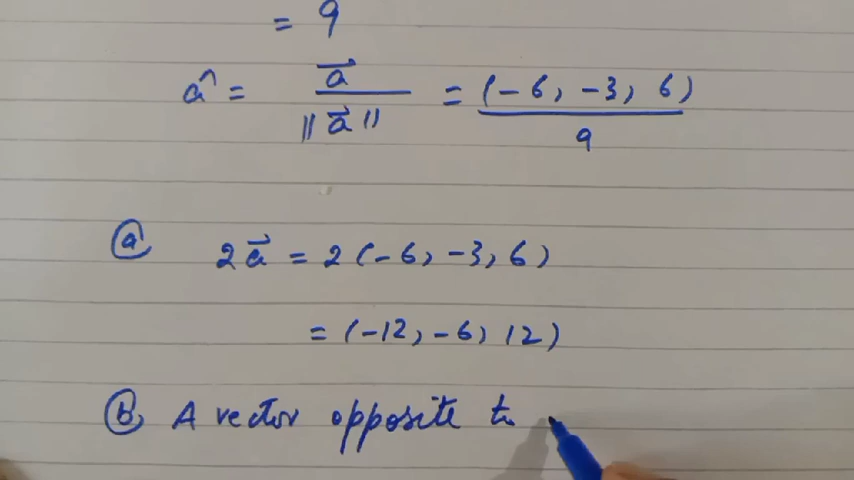 = 9
â = a⃗ / ||a⃗|| = (-6, -3, 6) / 9
(a) 2a⃗ = 2(-6, -3, 6)
= (-12, -6, 12)
(b) A vector opposite to